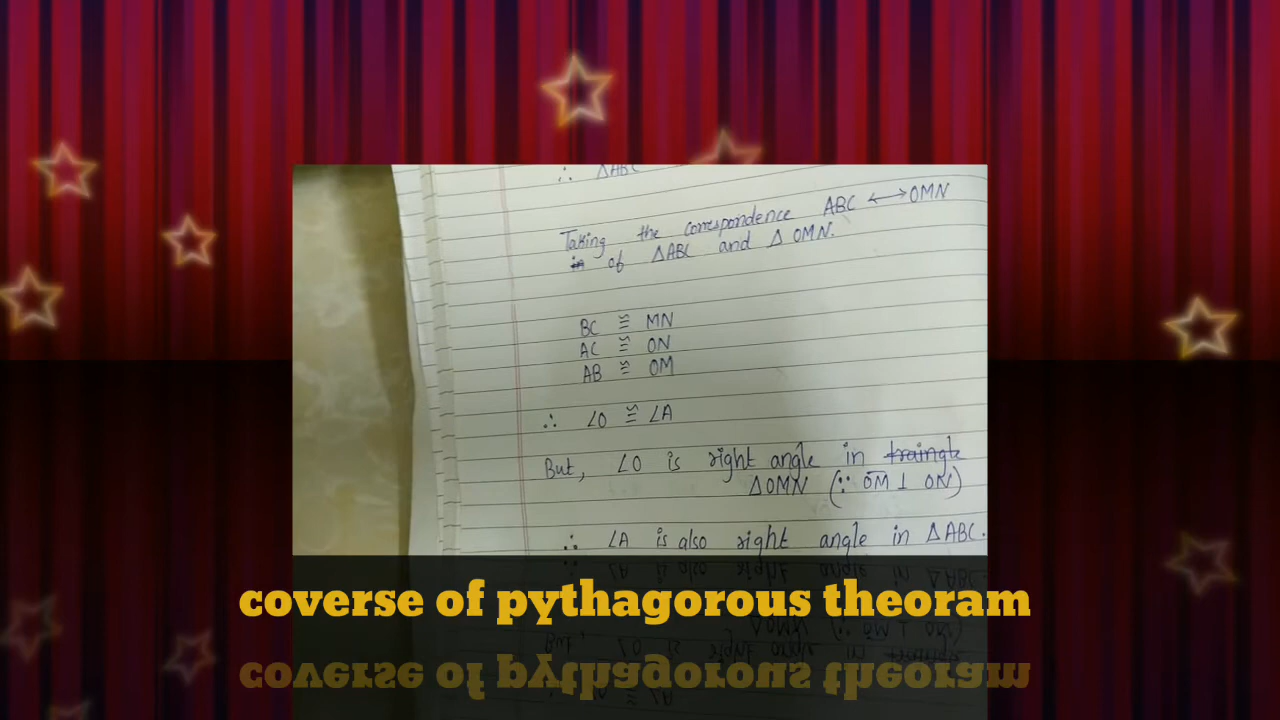 ∴ ΔABC
Taking the correspondence ABC ⟷ OMN
in of ΔABC and Δ OMN.
BC ≅ MN
AC ≅ ON
AB ≅ OM
∴ ∠O ≅ ∠A
But, ∠O is right angle in traingle
ΔOMN (∵ OM ⊥ ON)
∴ ∠A is also right angle in ΔABC.
coverse of pythagorous theoram